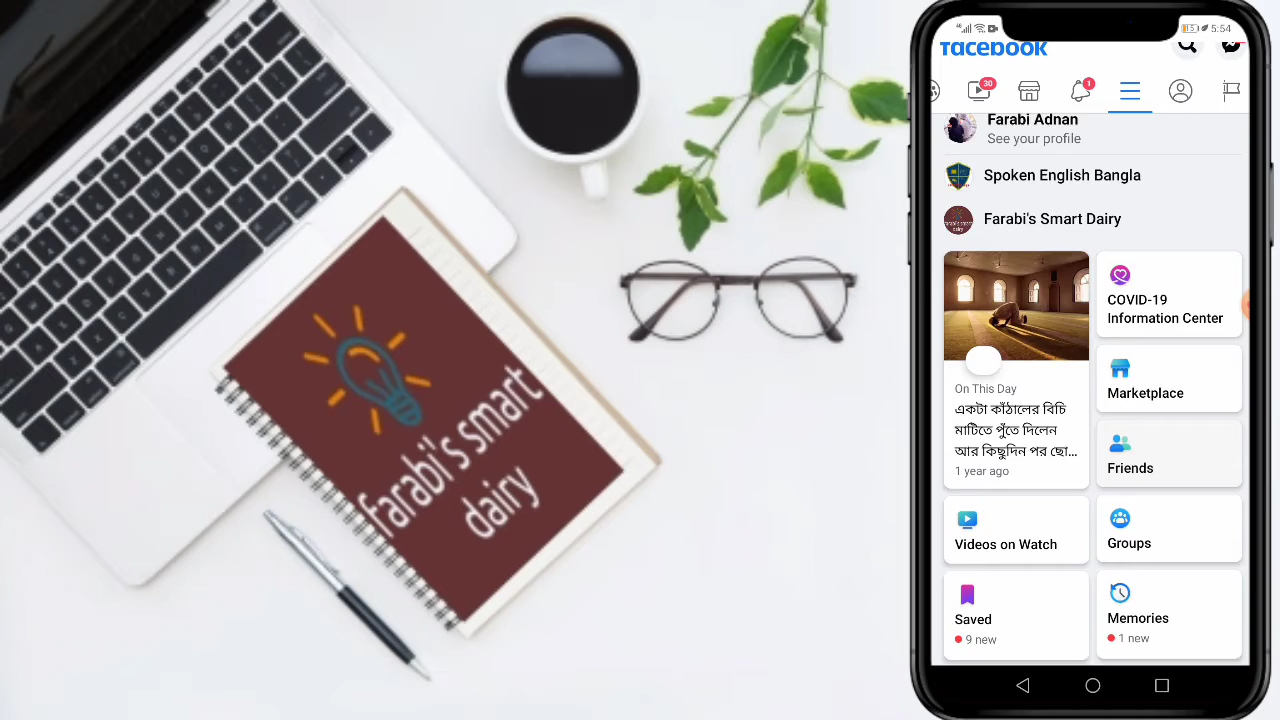 farabi's smart
dairy
5:54
facebook
30
1
Farabi Adnan
See your profile
Spoken English Bangla
Farabi's Smart Dairy
COVID-19
Information Center
Marketplace
On This Day
একটা কাঁঠালের বিচি
মাটিতে পুঁতে দিলেন
আর কিছুদিন পর ছো...
1 year ago
Friends
Videos on Watch
Groups
Saved
9 new
Memories
1 new